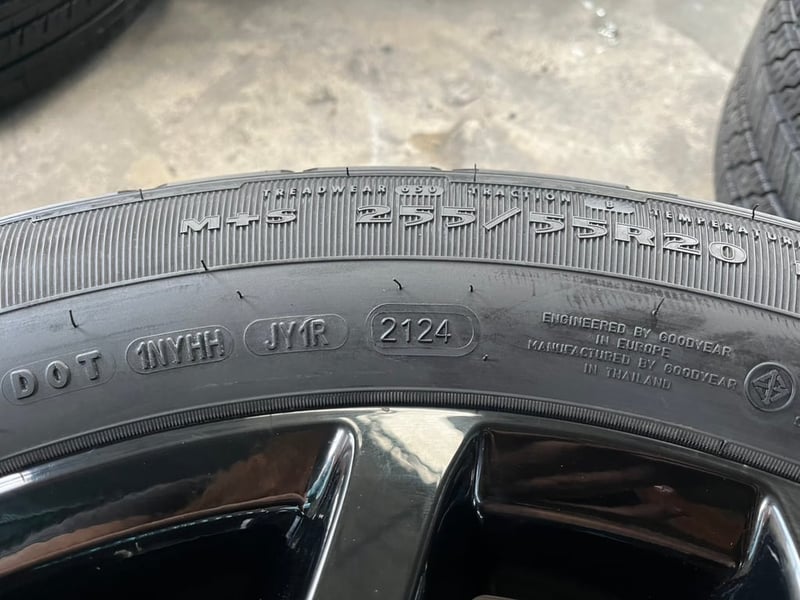 TREADWEAR 650 TRACTION B TEMPERATURE
M+S 255/55R20
DOT 1NYHH JY1R 2124
ENGINEERED BY GOODYEAR
IN EUROPE
MANUFACTURED BY GOODYEAR
IN THAILAND